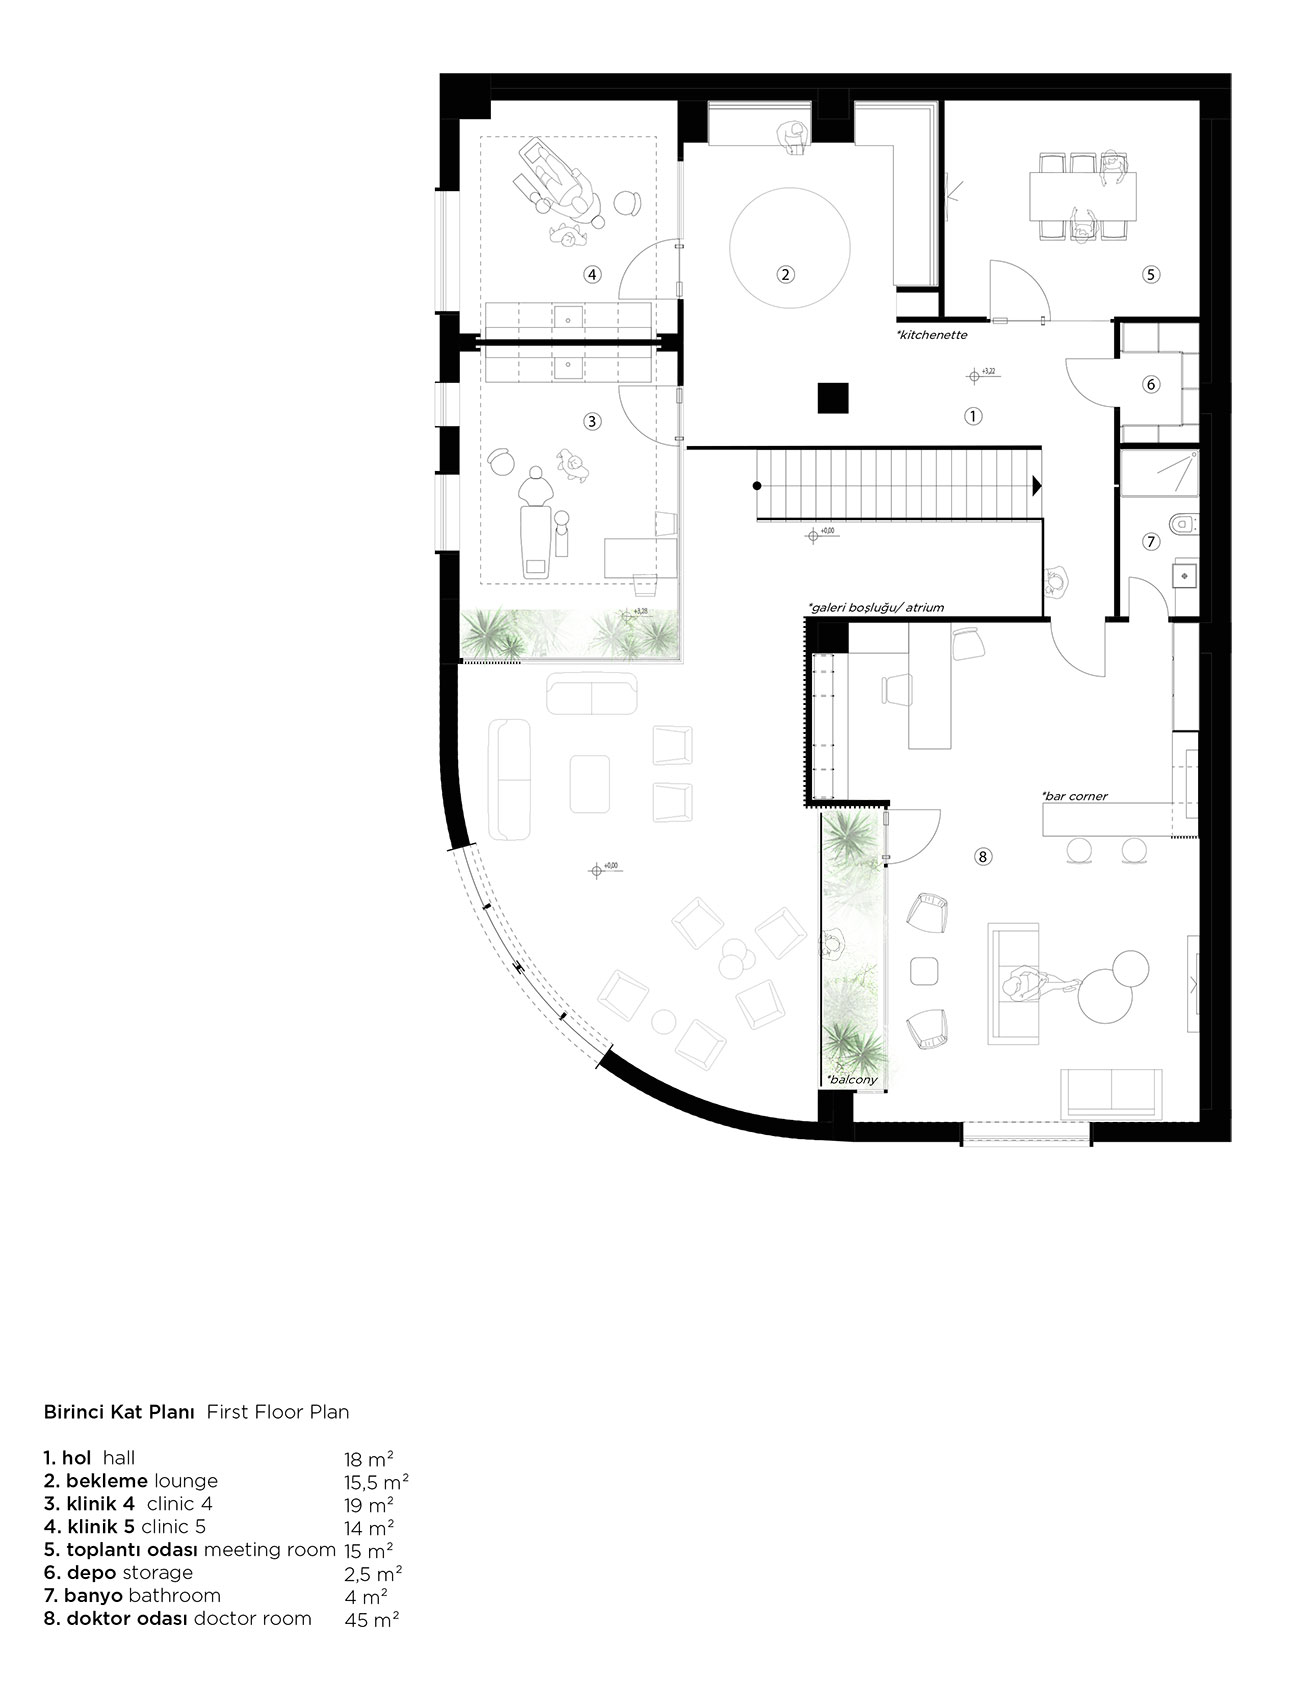 4
2
5
*kitchenette
+3,22
6
1
3
+0,00
7
*galeri boşluğu/ atrium
+3,28
*bar corner
8
+0,00
*balcony
Birinci Kat Planı First Floor Plan
1. hol hall 18 m²
2. bekleme lounge 15,5 m²
3. klinik 4 clinic 4 19 m²
4. klinik 5 clinic 5 14 m²
5. toplantı odası meeting room 15 m²
6. depo storage 2,5 m²
7. banyo bathroom 4 m²
8. doktor odası doctor room 45 m²